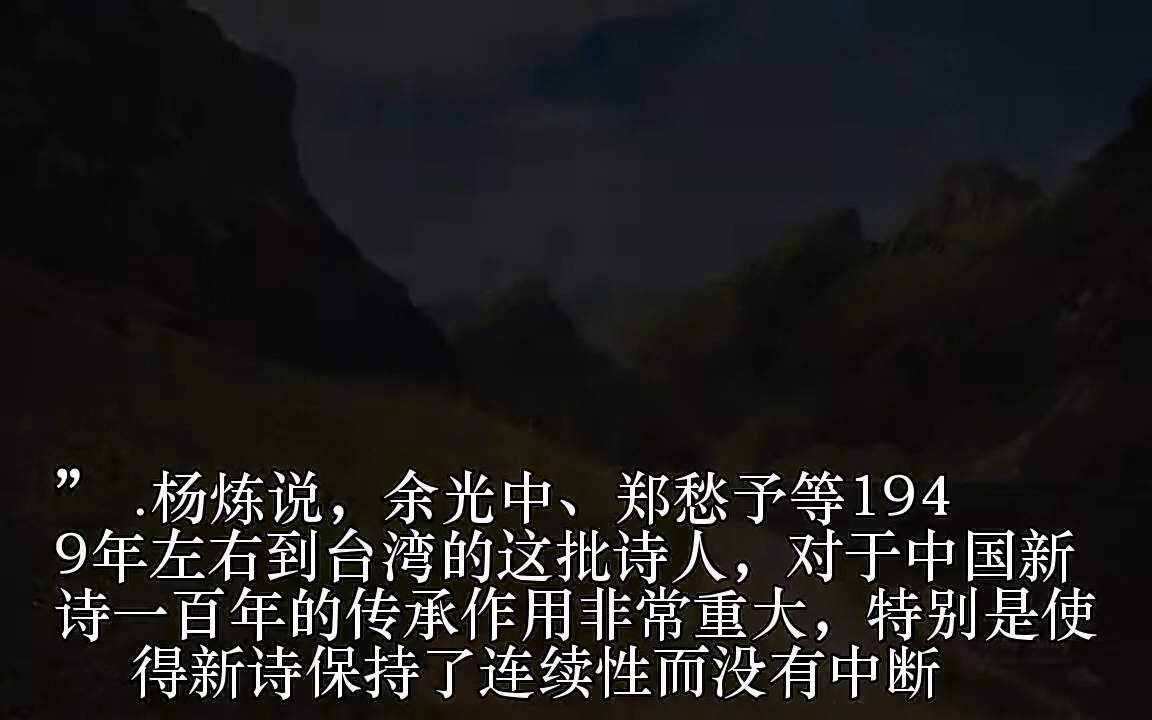 ” .杨炼说，余光中、郑愁予等194
9年左右到台湾的这批诗人，对于中国新
诗一百年的传承作用非常重大，特别是使
得新诗保持了连续性而没有中断